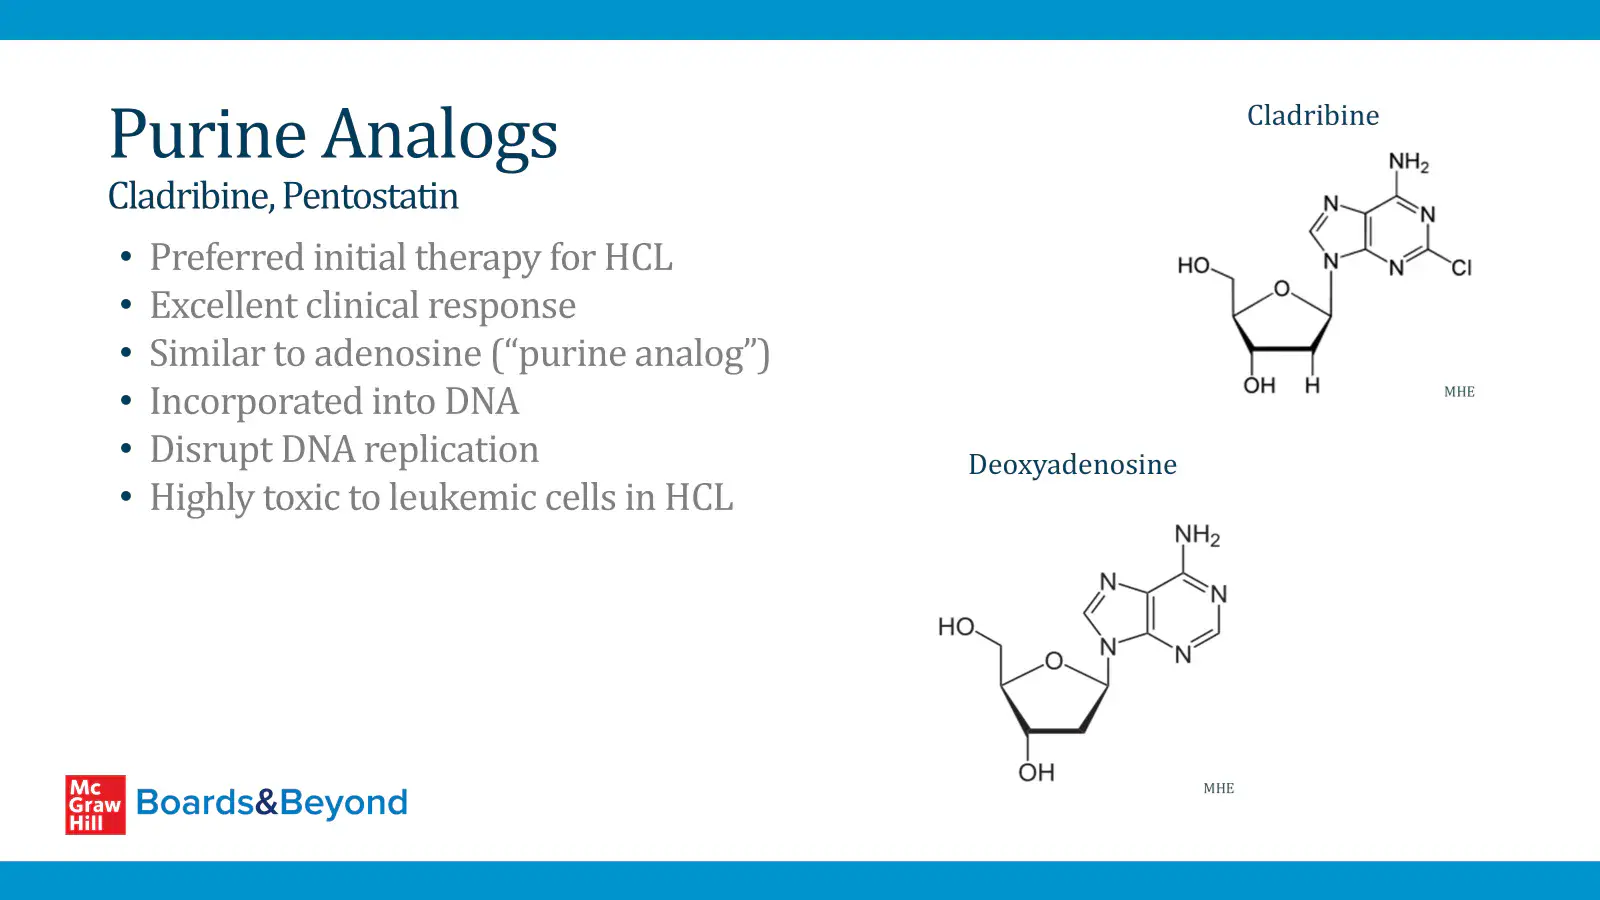 Purine Analogs
Cladribine, Pentostatin
• Preferred initial therapy for HCL
• Excellent clinical response
• Similar to adenosine (“purine analog”)
• Incorporated into DNA
• Disrupt DNA replication
• Highly toxic to leukemic cells in HCL
Cladribine
NH₂
N
N
N
N
Cl
HO
O
OH
H
MHE
Deoxyadenosine
NH₂
N
N
N
N
HO
O
OH
MHE
Mc
Graw
Hill
Boards&Beyond